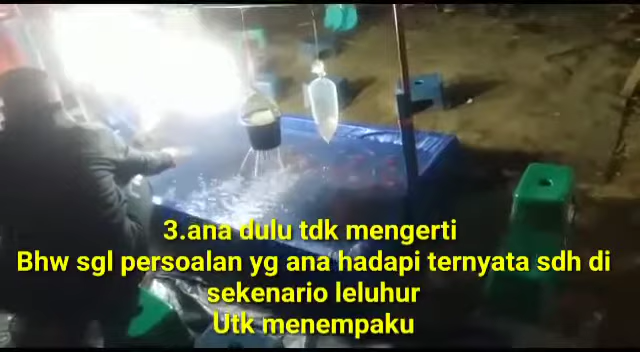 3.ana dulu tdk mengerti
Bhw sgl persoalan yg ana hadapi ternyata sdh di
sekenario leluhur
Utk menempaku